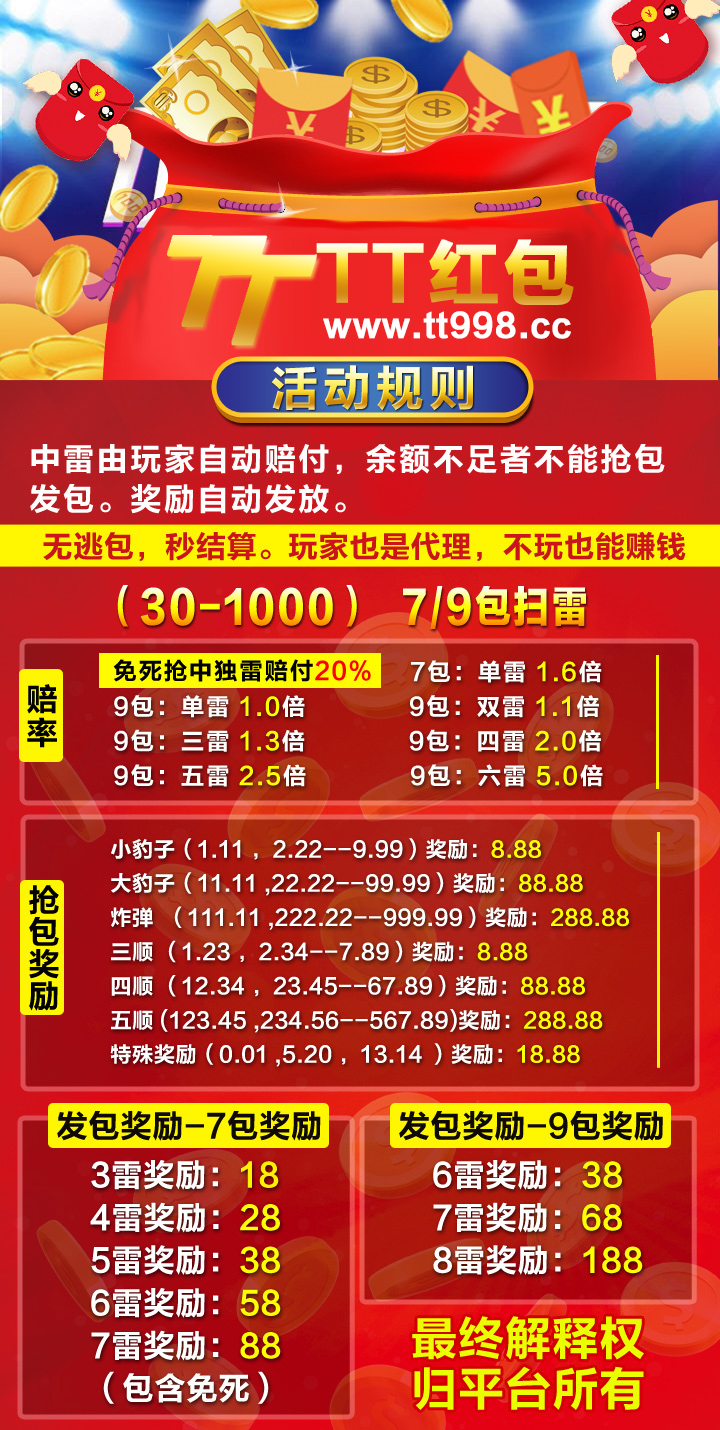 TT红包
www.tt998.cc
活动规则
中雷由玩家自动赔付，余额不足者不能抢包
发包。奖励自动发放。
无逃包，秒结算。玩家也是代理，不玩也能赚钱
（30-1000） 7/9包扫雷
赔率
免死抢中独雷赔付20%
7包：单雷 1.6倍
9包：单雷 1.0倍
9包：双雷 1.1倍
9包：三雷 1.3倍
9包：四雷 2.0倍
9包：五雷 2.5倍
9包：六雷 5.0倍
抢包奖励
小豹子（1.11 ，2.22--9.99）奖励：8.88
大豹子（11.11 ,22.22--99.99）奖励：88.88
炸弹 （111.11 ,222.22--999.99）奖励：288.88
三顺 （1.23 ，2.34--7.89）奖励：8.88
四顺 （12.34 ，23.45--67.89）奖励：88.88
五顺 (123.45 ,234.56--567.89)奖励：288.88
特殊奖励（0.01 ,5.20 ，13.14 ）奖励：18.88
发包奖励-7包奖励
3雷奖励：18
4雷奖励：28
5雷奖励：38
6雷奖励：58
7雷奖励：88
（包含免死）
发包奖励-9包奖励
6雷奖励：38
7雷奖励：68
8雷奖励：188
最终解释权
归平台所有